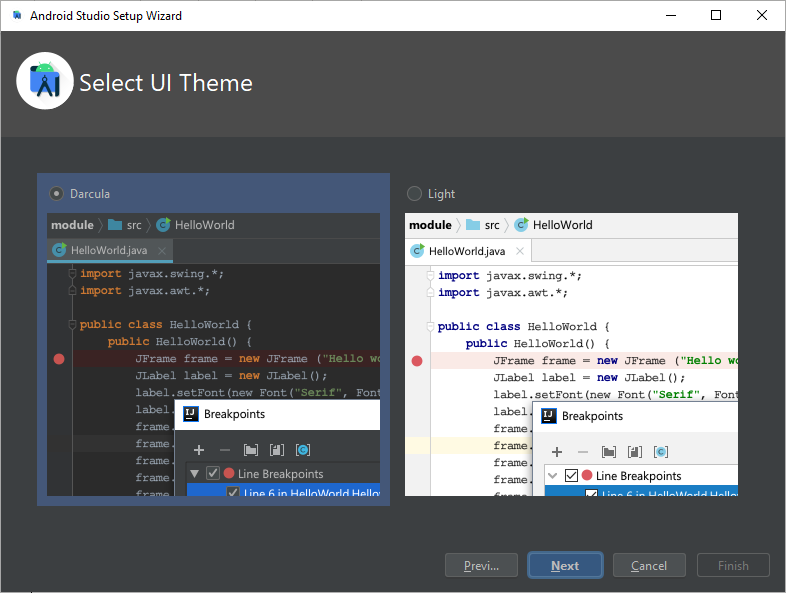 Android Studio Setup Wizard
Select UI Theme
Darcula
module src HelloWorld
HelloWorld.java
import javax.swing.*;
import javax.awt.*;
public class HelloWorld {
public HelloWorld() {
JFrame frame = new JFrame ("Hello wo
JLabel label = new JLabel();
label.setFont(new Font("Serif", Font
label.
frame.
frame.
frame.
frame.
frame.
IJ Breakpoints
Line Breakpoints
Line 6 in HelloWorld.Hello
Light
module src HelloWorld
HelloWorld.java
import javax.swing.*;
import javax.awt.*;
public class HelloWorld {
public HelloWorld() {
JFrame frame = new JFrame ("Hello wo
JLabel label = new JLabel();
label.setFont(new Font("Serif", Font
label.
frame.
frame.
frame.
frame.
frame.
IJ Breakpoints
Line Breakpoints
Line 6 in HelloWorld.Hello
Previ... Next Cancel Finish